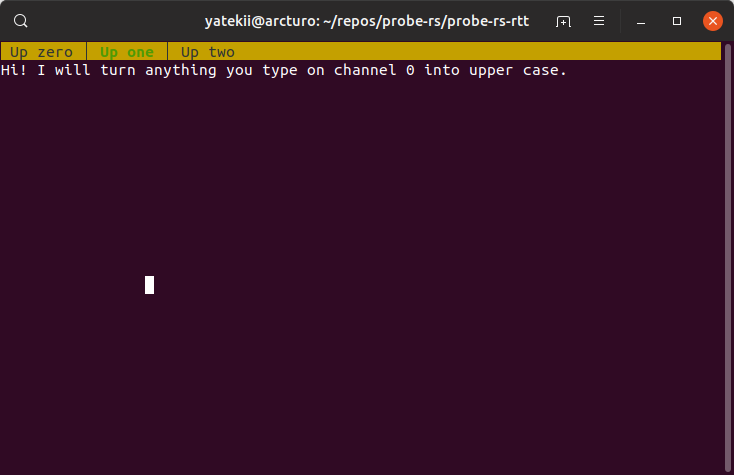 yatekii@arcturo: ~/repos/probe-rs/probe-rs-rtt
Up zero │ Up one │ Up two
Hi! I will turn anything you type on channel 0 into upper case.